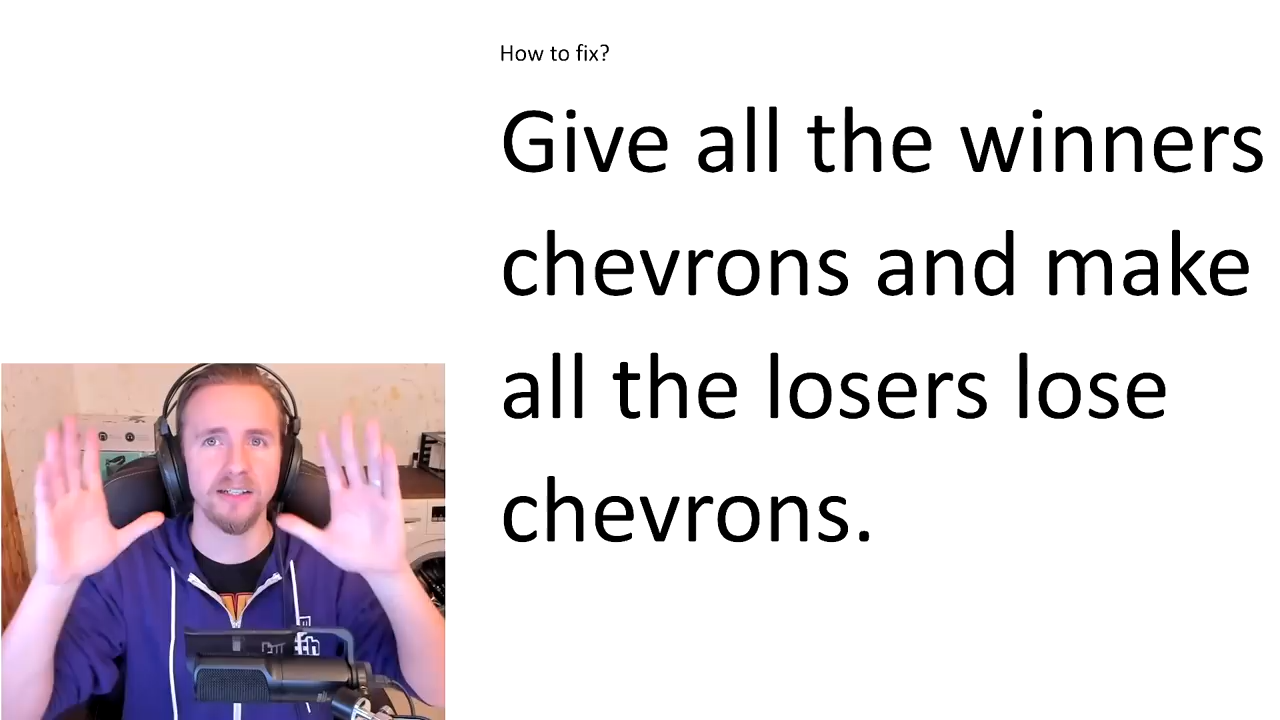 How to fix?
Give all the winners
chevrons and make
all the losers lose
chevrons.